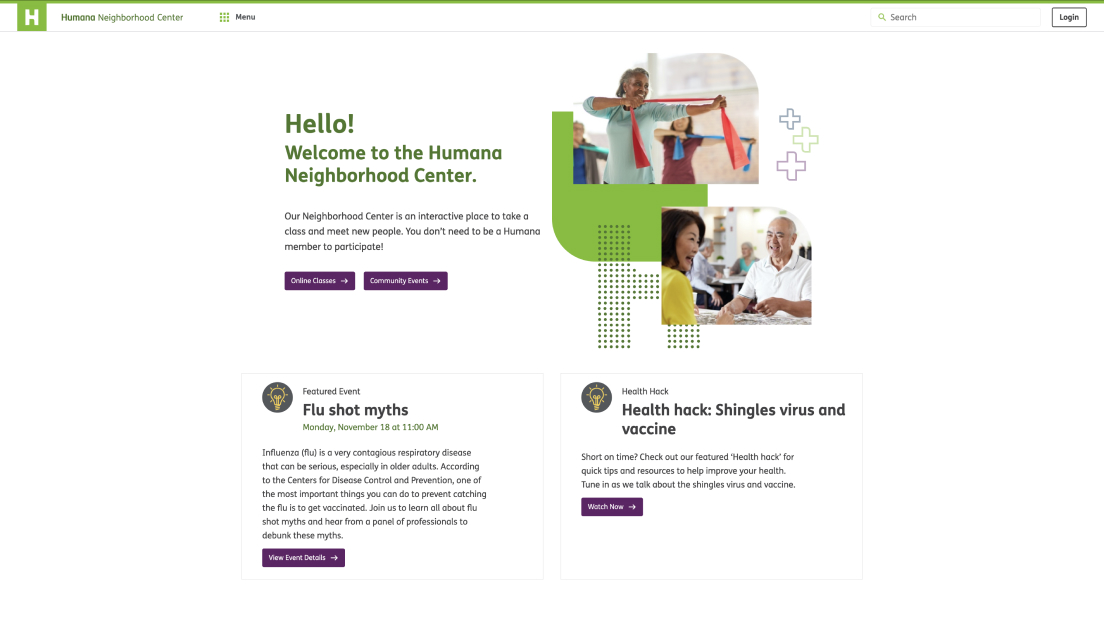 H
Humana Neighborhood Center
Menu
Search
Login
Hello!
Welcome to the Humana
Neighborhood Center.
Our Neighborhood Center is an interactive place to take a
class and meet new people. You don't need to be a Humana
member to participate!
Online Classes
Community Events
Featured Event
Flu shot myths
Monday, November 18 at 11:00 AM
Influenza (flu) is a very contagious respiratory disease
that can be serious, especially in older adults. According
to the Centers for Disease Control and Prevention, one of
the most important things you can do to prevent catching
the flu is to get vaccinated. Join us to learn all about flu
shot myths and hear from a panel of professionals to
debunk these myths.
View Event Details
Health Hack
Health hack: Shingles virus and
vaccine
Short on time? Check out our featured 'Health hack' for
quick tips and resources to help improve your health.
Tune in as we talk about the shingles virus and vaccine.
Watch Now